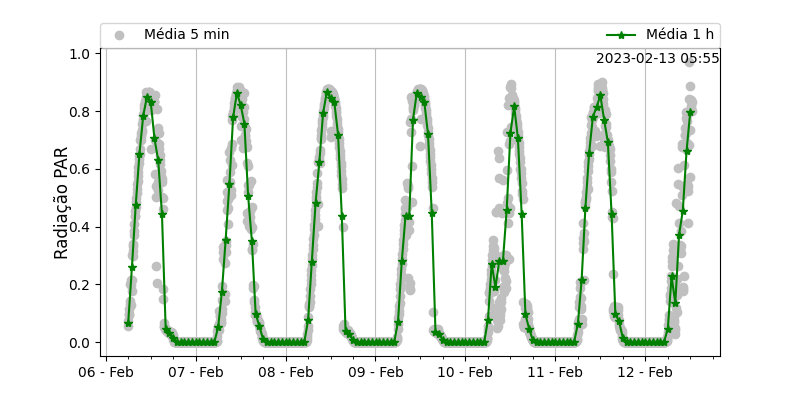 Média 5 min
Média 1 h
2023-02-13 05:55
Radiação PAR
1.0
0.8
0.6
0.4
0.2
0.0
06 - Feb
07 - Feb
08 - Feb
09 - Feb
10 - Feb
11 - Feb
12 - Feb